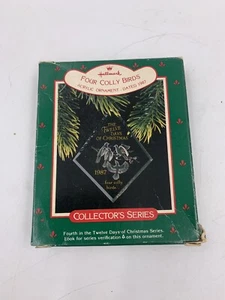 Hallmark
FOUR COLLY BIRDS
ACRYLIC ORNAMENT - DATED 1987
THE
TWELVE
DAYS
OF CHRISTMAS
1987
four colly
birds
COLLECTOR'S SERIES
Fourth in the Twelve Days of Christmas Series.
Look for series verification on this ornament.